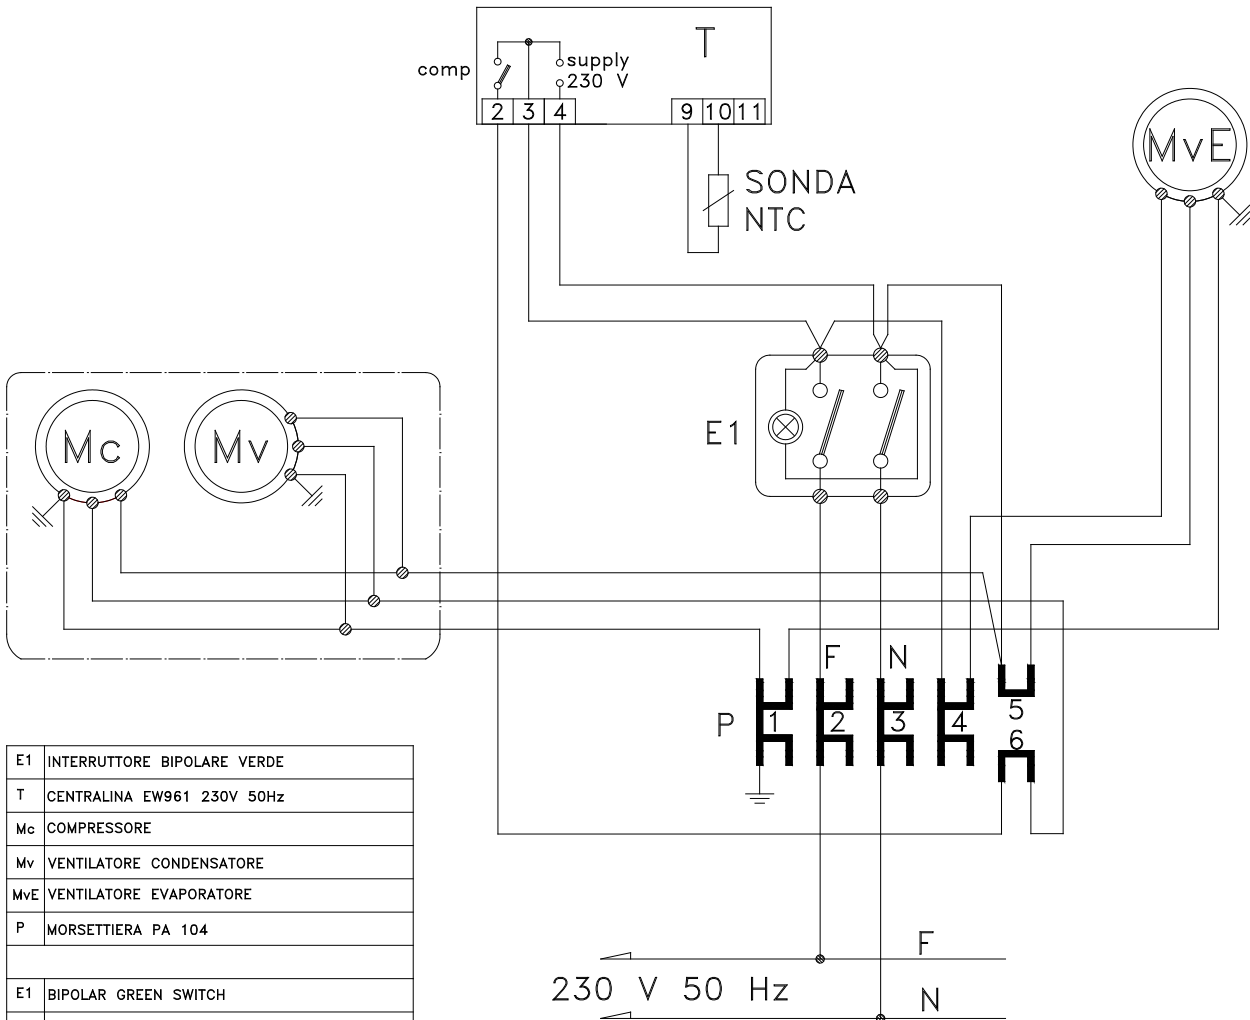 T
comp
supply
230 V
2 3 4
9 10 11
MvE
SONDA
NTC
Mc
Mv
E1
F N
P
1 2 3 4
5
6
F
230 V 50 Hz
N
E1 INTERRUTTORE BIPOLARE VERDE
T CENTRALINA EW961 230V 50Hz
Mc COMPRESSORE
Mv VENTILATORE CONDENSATORE
MvE VENTILATORE EVAPORATORE
P MORSETTIERA PA 104
E1 BIPOLAR GREEN SWITCH